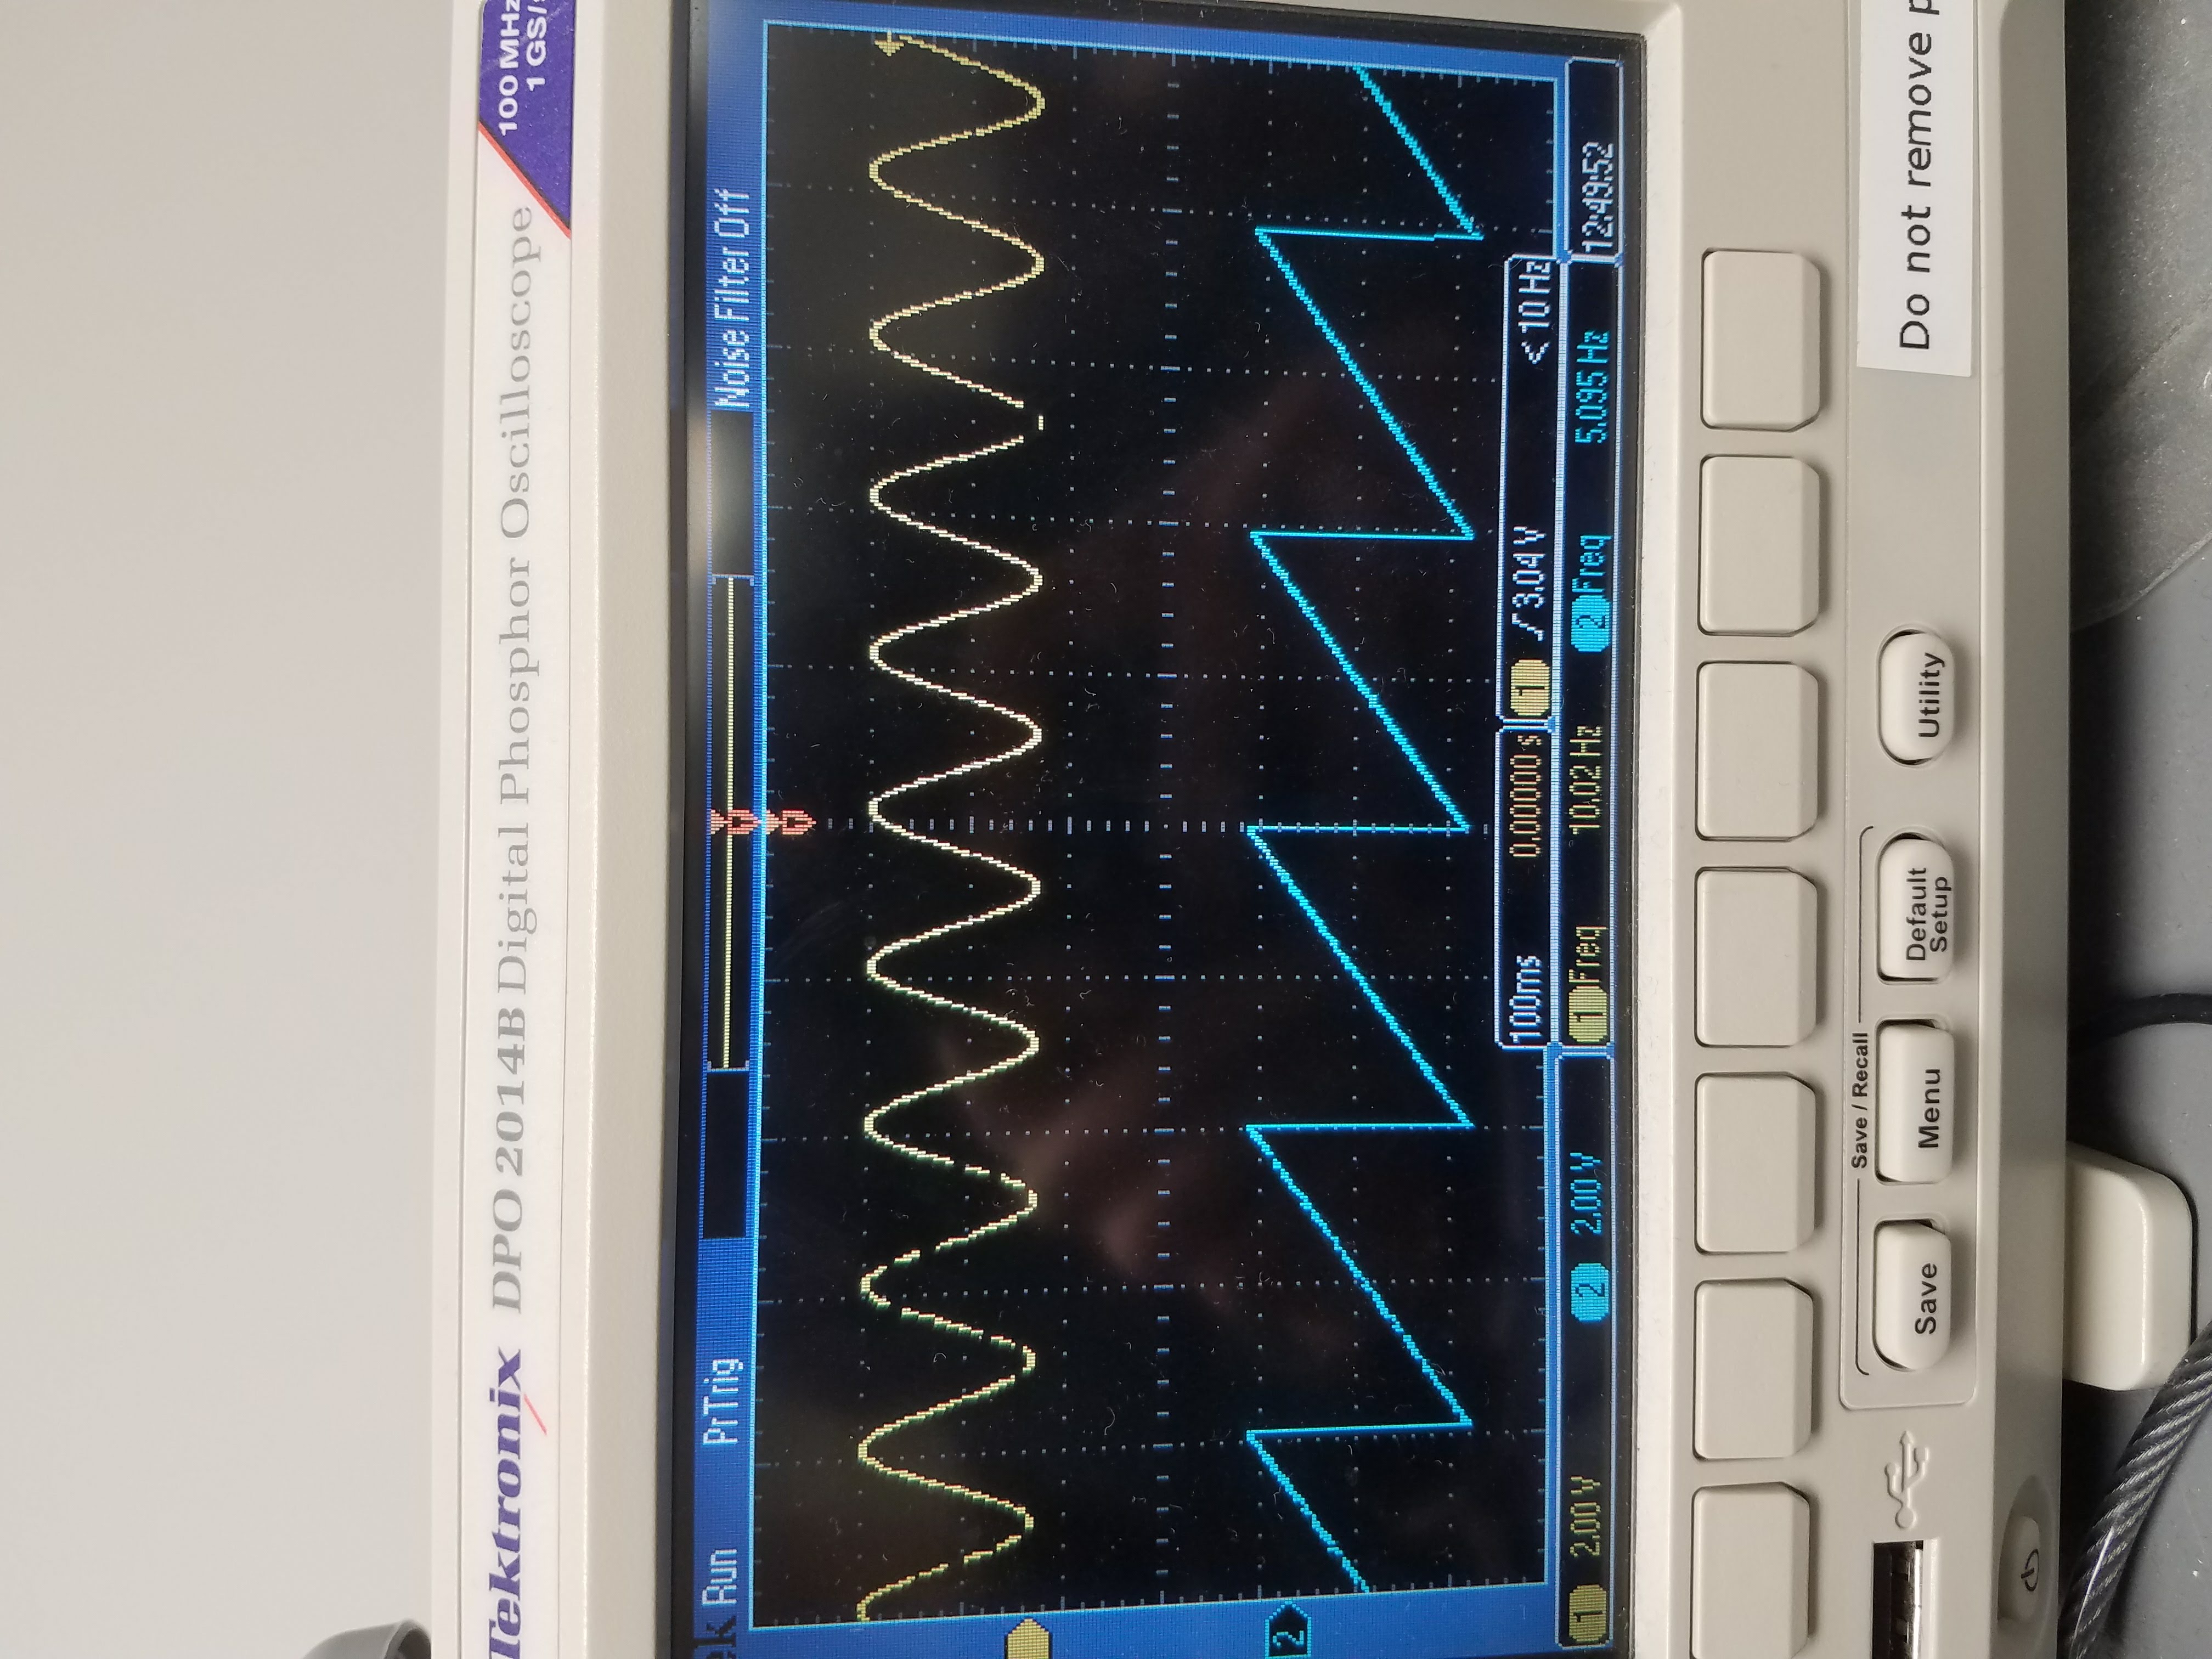 Tektronix DPO 2014B Digital Phosphor Oscilloscope
100 MHz
1 GS/s
Run PrTrig Noise Filter Off
2
100ms 0.00000 s 1 3.04 V < 10 Hz
1 2.00 V 2 2.00 V 1 Freq 10.02 Hz 2 Freq 5.095 Hz 12:49:52
Save / Recall
Save Menu Default Setup Utility
Do not remove